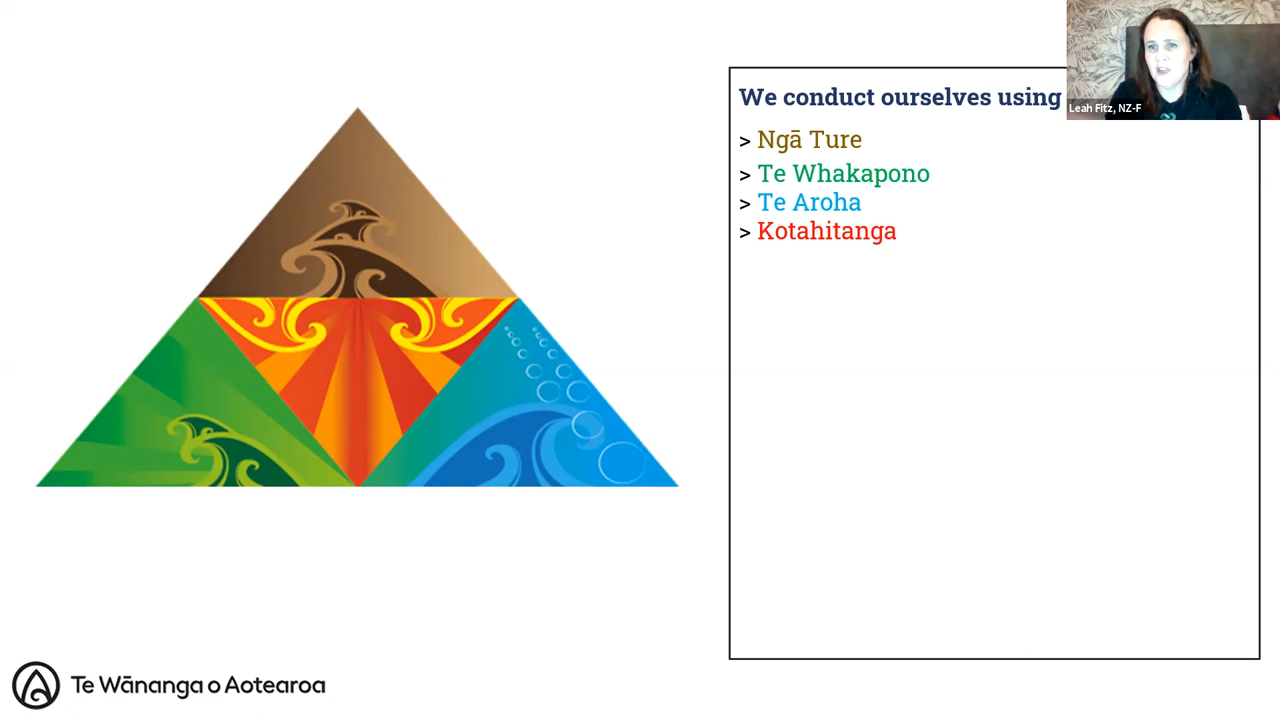 We conduct ourselves using
> Ngā Ture
> Te Whakapono
> Te Aroha
> Kotahitanga
Leah Fitz, NZ-F
Te Wānanga o Aotearoa